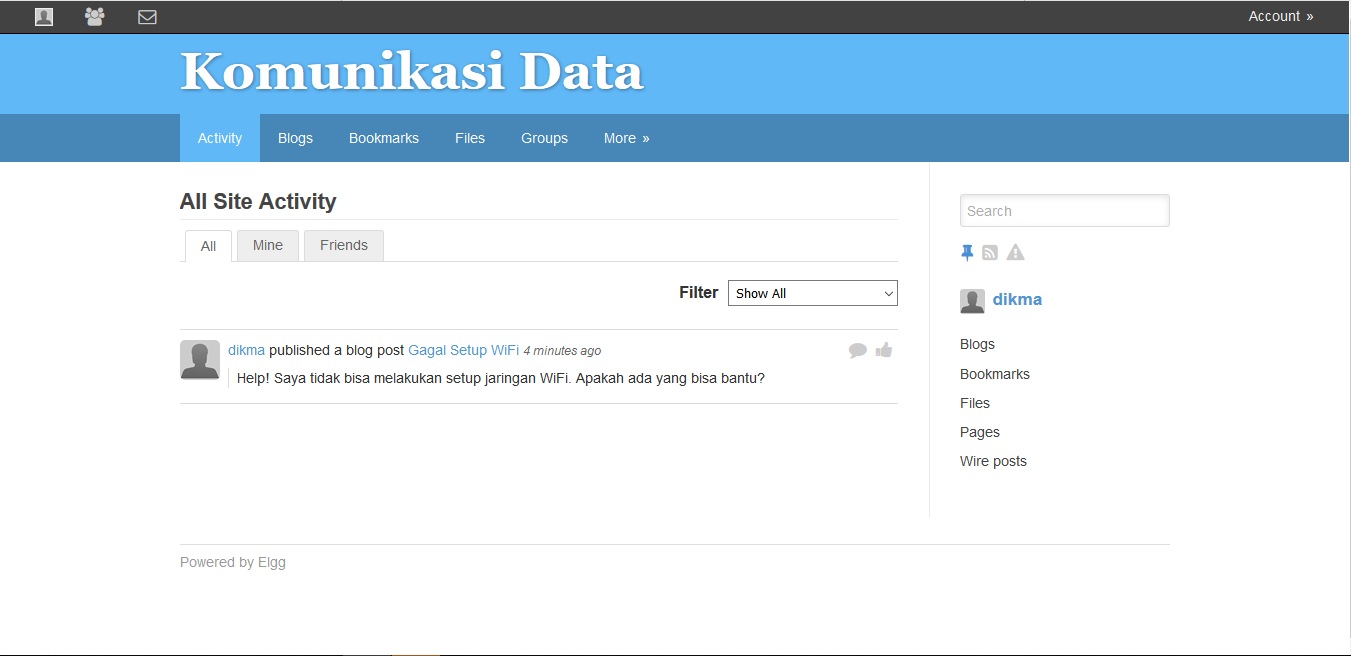 Account »
Komunikasi Data
Activity Blogs Bookmarks Files Groups More »
All Site Activity
All Mine Friends
Filter Show All
dikma published a blog post Gagal Setup WiFi 4 minutes ago
Help! Saya tidak bisa melakukan setup jaringan WiFi. Apakah ada yang bisa bantu?
Search
dikma
Blogs
Bookmarks
Files
Pages
Wire posts
Powered by Elgg